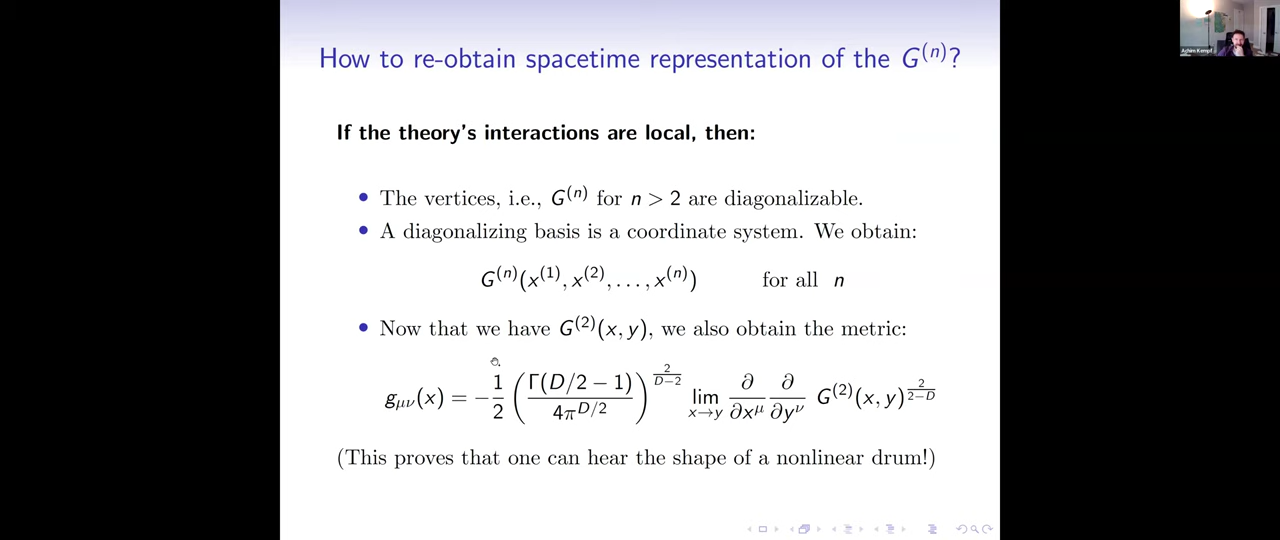 How to re-obtain spacetime representation of the G^(n)?
Achim Kempf
If the theory's interactions are local, then:
• The vertices, i.e., G^(n) for n > 2 are diagonalizable.
• A diagonalizing basis is a coordinate system. We obtain:
G^(n)(x^(1), x^(2), . . . , x^(n)) for all n
• Now that we have G^(2)(x, y), we also obtain the metric:
g_μν(x) = −1/2 (Γ(D/2 − 1)/4π^(D/2))^(2/(D−2)) lim_(x→y) ∂/∂x^μ ∂/∂y^ν G^(2)(x, y)^(2/(2−D))
(This proves that one can hear the shape of a nonlinear drum!)